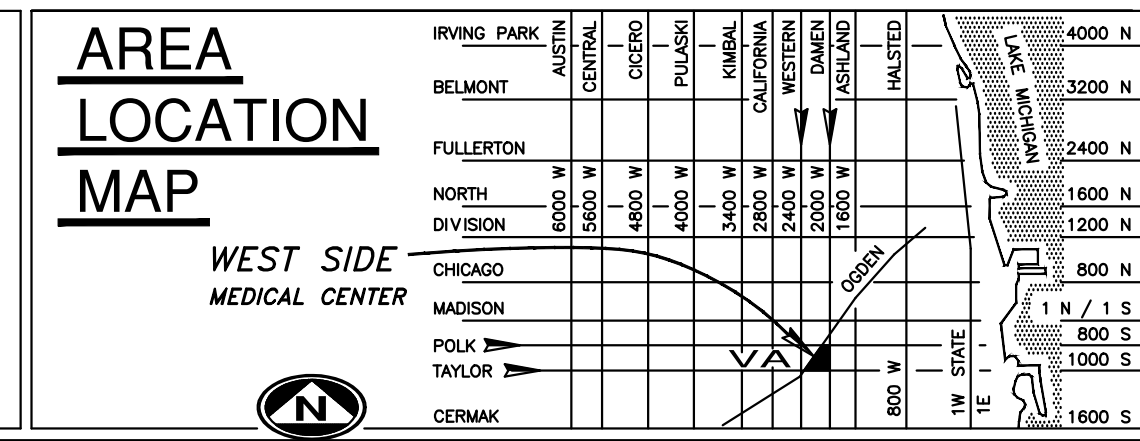 AREA
LOCATION
MAP
WEST SIDE
MEDICAL CENTER
N
IRVING PARK
BELMONT
FULLERTON
NORTH
DIVISION
CHICAGO
MADISON
POLK
TAYLOR
CERMAK
AUSTIN
CENTRAL
CICERO
PULASKI
KIMBAL
CALIFORNIA
WESTERN
DAMEN
ASHLAND
HALSTED
6000 W
5600 W
4800 W
4000 W
3400 W
2800 W
2400 W
2000 W
1600 W
OGDEN
VA
800 W
1W STATE
1E
LAKE MICHIGAN
4000 N
3200 N
2400 N
1600 N
1200 N
800 N
1 N / 1 S
800 S
1000 S
1600 S